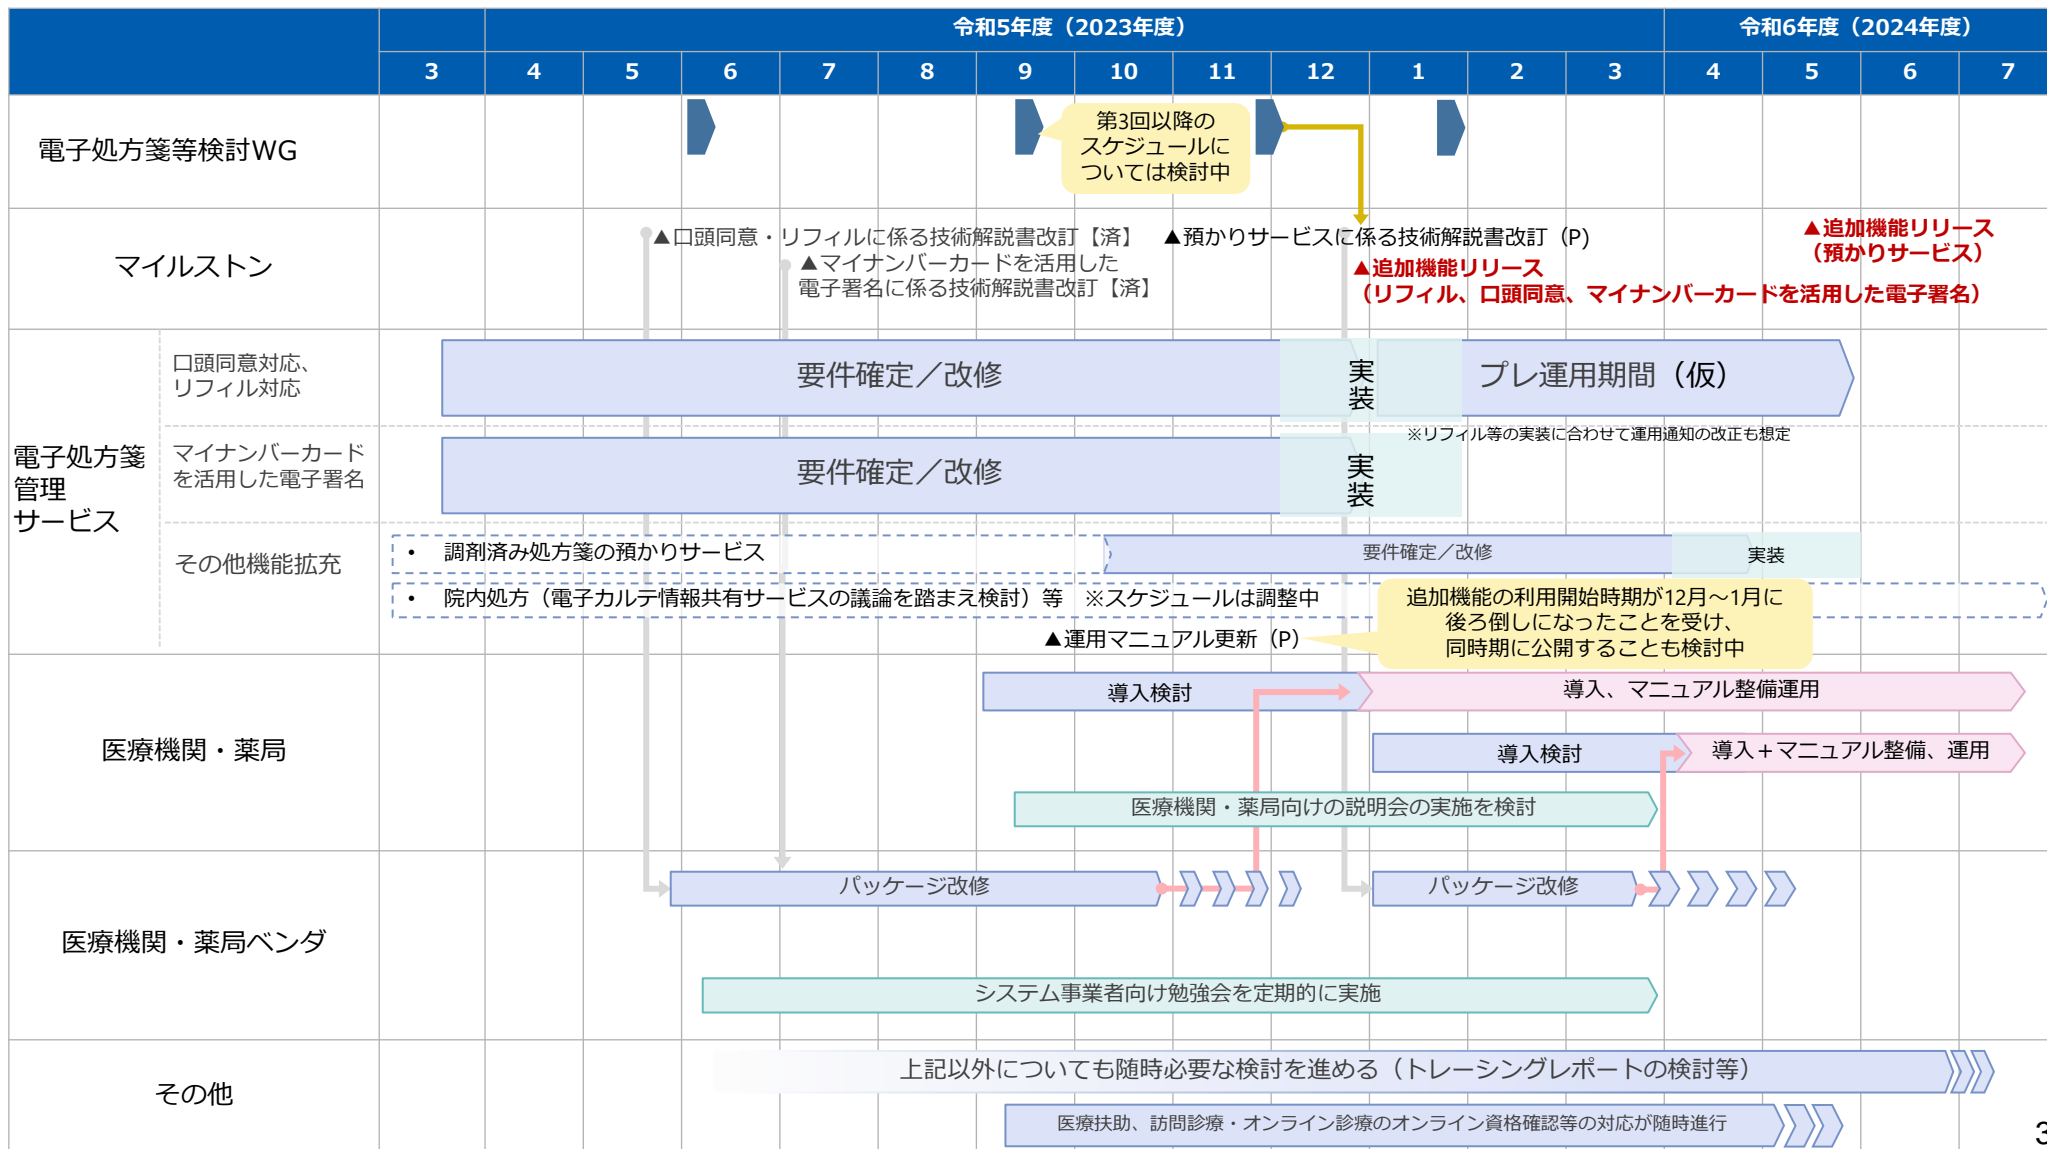 令和5年度（2023年度）
令和6年度（2024年度）
3 4 5 6 7 8 9 10 11 12 1 2 3 4 5 6 7
電子処方箋等検討WG
第3回以降の
スケジュールに
ついては検討中
マイルストン
▲口頭同意・リフィルに係る技術解説書改訂【済】
▲預かりサービスに係る技術解説書改訂（P)
▲マイナンバーカードを活用した
電子署名に係る技術解説書改訂【済】
▲追加機能リリース
（リフィル、口頭同意、マイナンバーカードを活用した電子署名）
▲追加機能リリース
（預かりサービス）
電子処方箋
管理
サービス
口頭同意対応、
リフィル対応
要件確定／改修
実装
プレ運用期間（仮）
※リフィル等の実装に合わせて運用通知の改正も想定
マイナンバーカード
を活用した電子署名
要件確定／改修
実装
その他機能拡充
• 調剤済み処方箋の預かりサービス
要件確定／改修
実装
• 院内処方（電子カルテ情報共有サービスの議論を踏まえ検討）等　※スケジュールは調整中
▲運用マニュアル更新（P）
追加機能の利用開始時期が12月～1月に
後ろ倒しになったことを受け、
同時期に公開することも検討中
医療機関・薬局
導入検討
導入、マニュアル整備運用
導入検討
導入＋マニュアル整備、運用
医療機関・薬局向けの説明会の実施を検討
医療機関・薬局ベンダ
パッケージ改修
パッケージ改修
システム事業者向け勉強会を定期的に実施
その他
上記以外についても随時必要な検討を進める（トレーシングレポートの検討等）
医療扶助、訪問診療・オンライン診療のオンライン資格確認等の対応が随時進行
3